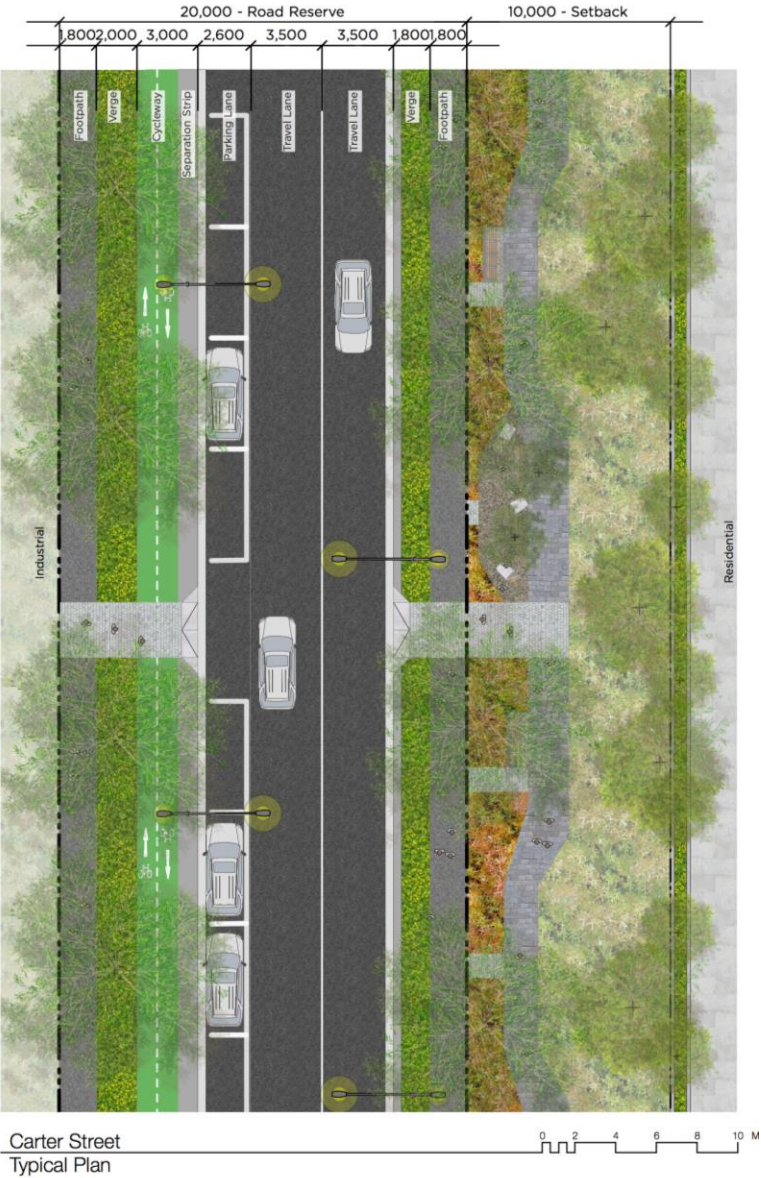 20,000 - Road Reserve
10,000 - Setback
1,800
2,000
3,000
2,600
3,500
3,500
1,800
1,800
Footpath
Verge
Cycleway
Separation Strip
Parking Lane
Travel Lane
Travel Lane
Verge
Footpath
Industrial
Residential
Carter Street
Typical Plan
0 2 4 6 8 10 M